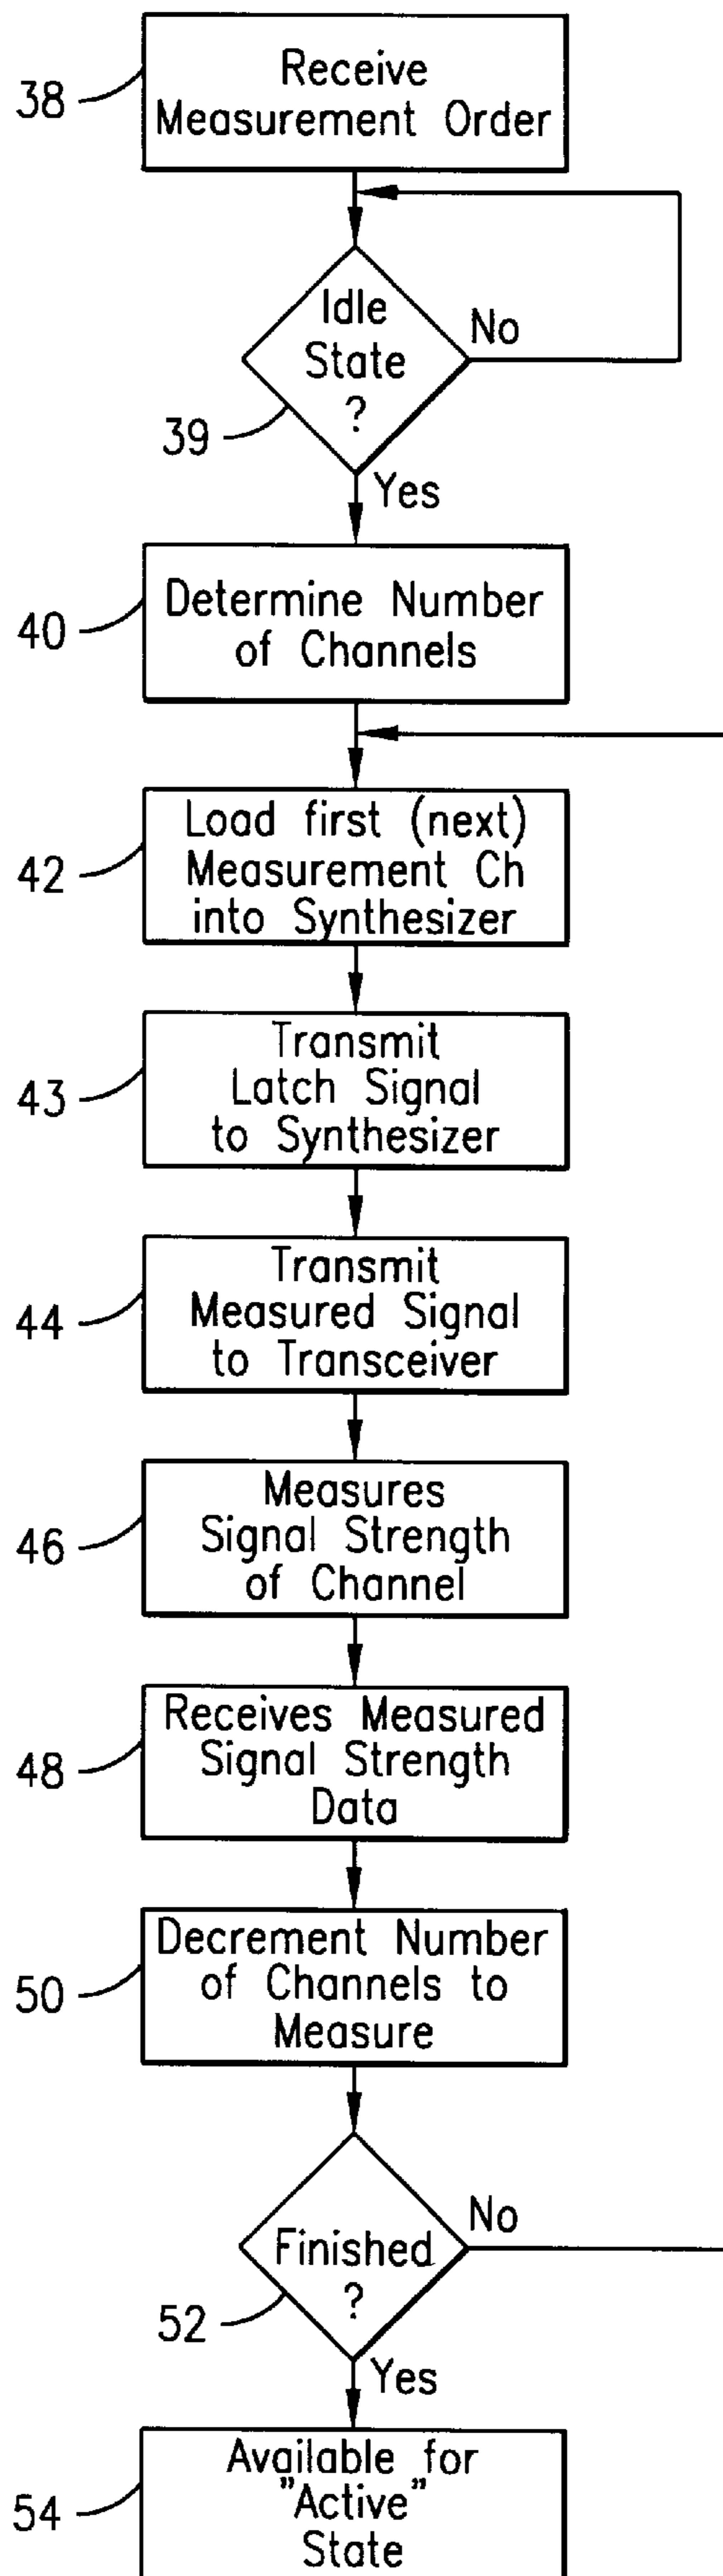 38
Receive
Measurement Order
Idle
State
?
No
39
Yes
40
Determine Number
of Channels
42
Load first (next)
Measurement Ch
into Synthesizer
43
Transmit
Latch Signal
to Synthesizer
44
Transmit
Measured Signal
to Transceiver
46
Measures
Signal Strength
of Channel
48
Receives Measured
Signal Strength
Data
50
Decrement Number
of Channels to
Measure
No
Finished
?
52
Yes
54
Available for
"Active"
State